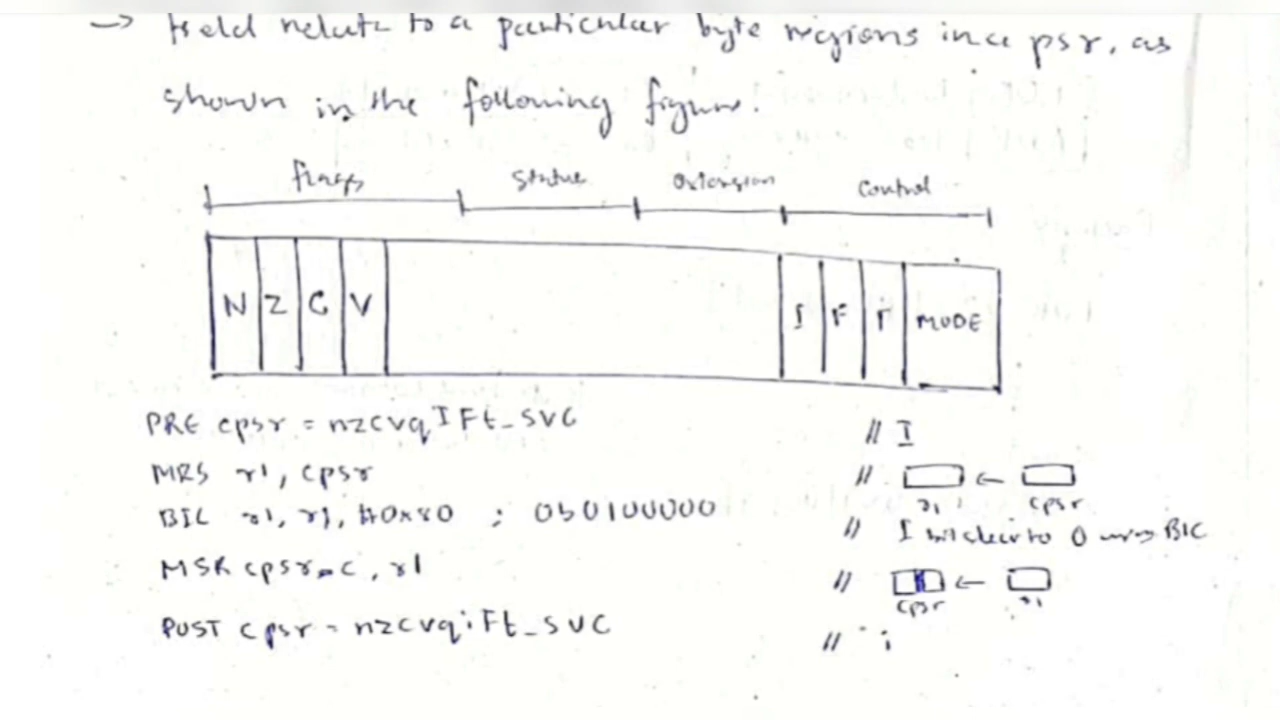 → field relate to a particular byte regions in a psr, as
shown in the following figure.
flags status extension control
N Z C V I F T MODE
PRE cpsr = nzcvqIFt_SVC // I
MRS r1, cpsr // ▭ ← ▭
r1 cpsr
BIC r1, r1, #0x80 ; 0b0100000 // I bit clear to 0 using BIC
MSR cpsr_c, r1 // ▭ ← ▭
cpsr r1
POST cpsr = nzcvqiFt_SVC // i